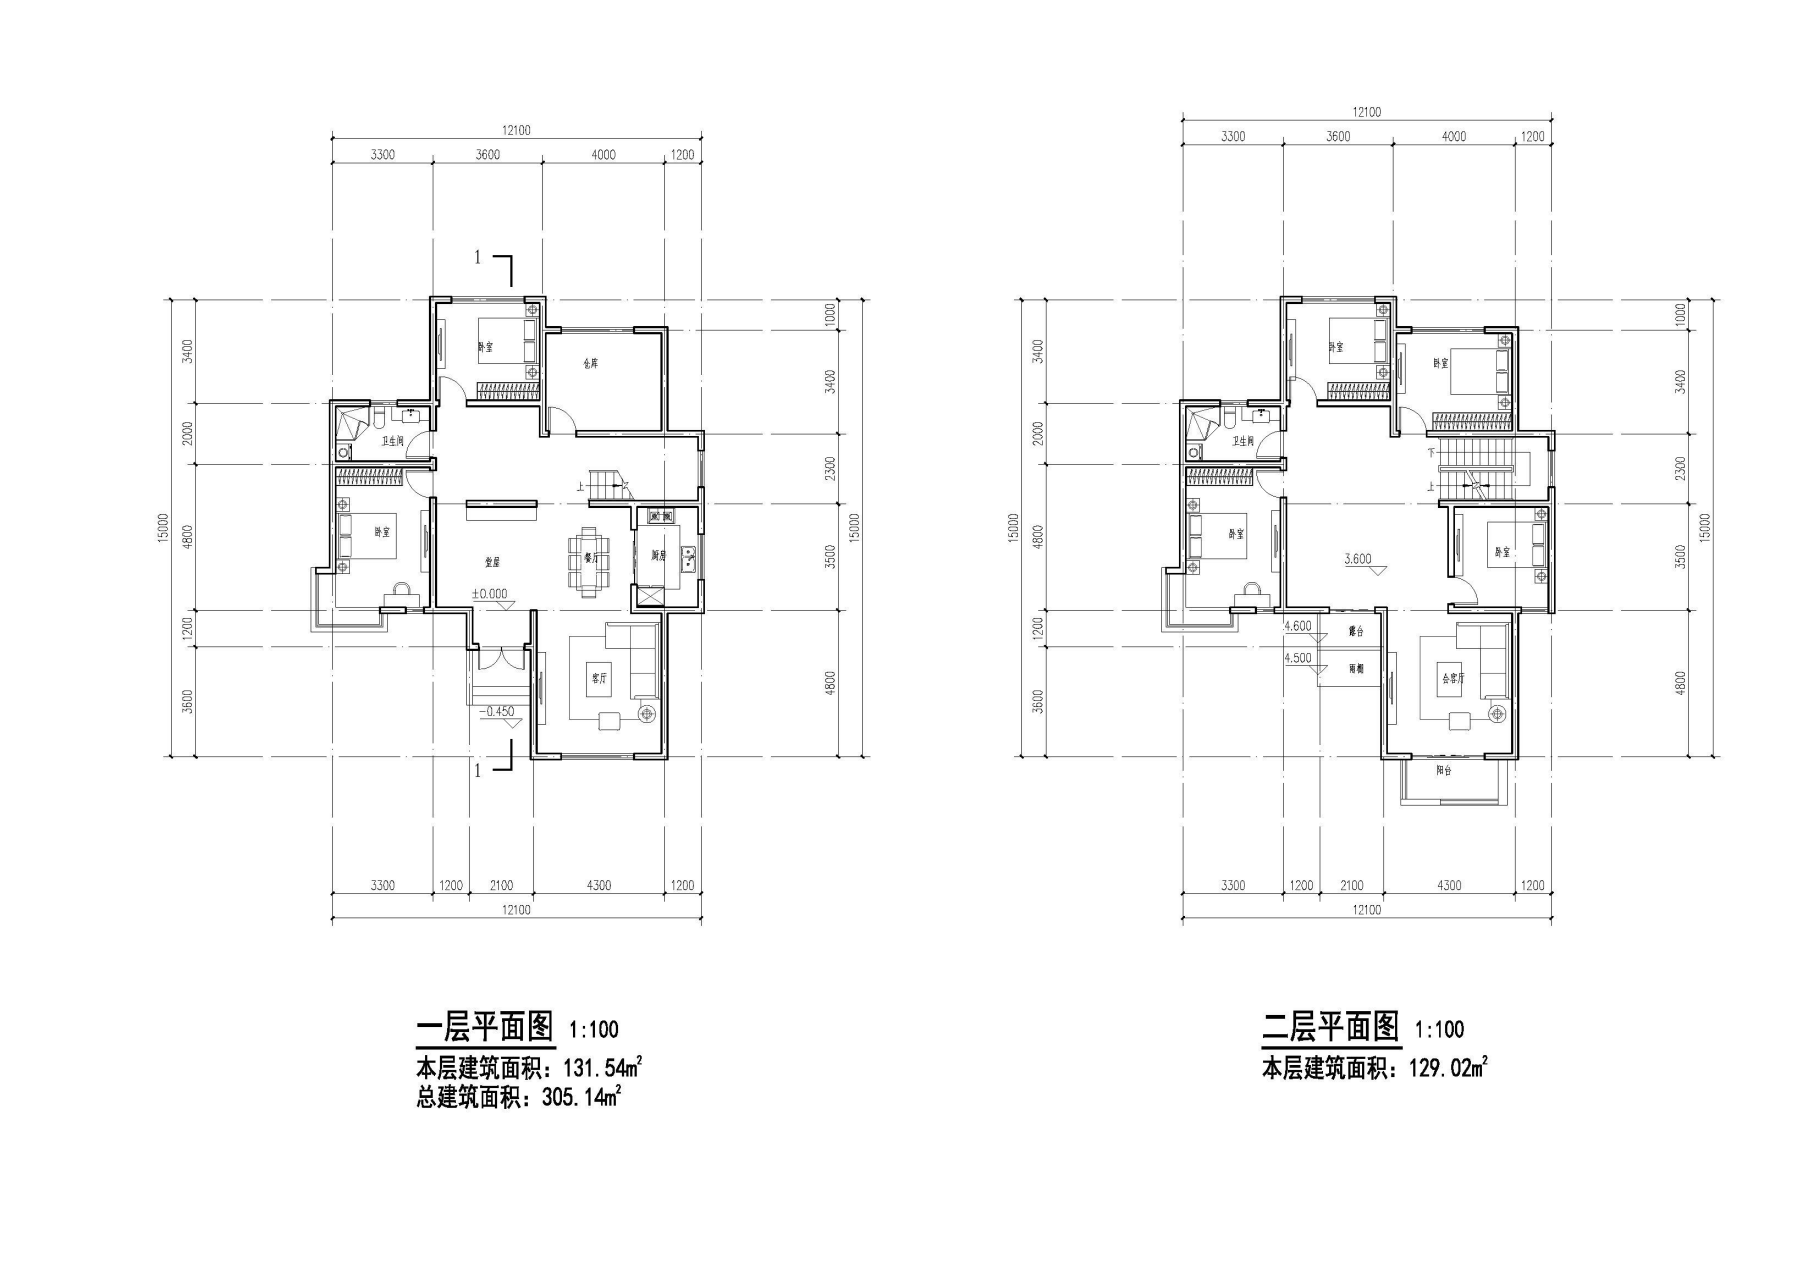 12100
3300 3600 4000 1200
1
卧室
仓库
卫生间
上
卧室
堂屋
餐厅
厨房
±0.000
客厅
-0.450
1
15000
3400
2000
4800
1200
3600
1000
3400
2300
3500
4800
15000
3300 1200 2100 4300 1200
12100
一层平面图 1:100
本层建筑面积：131.54m²
总建筑面积：305.14m²
12100
3300 3600 4000 1200
卧室
卧室
卫生间
下
上
卧室
卧室
3.600
4.600
露台
4.500
雨棚
会客厅
阳台
15000
3400
2000
4800
1200
3600
1000
3400
2300
3500
4800
15000
3300 1200 2100 4300 1200
12100
二层平面图 1:100
本层建筑面积：129.02m²